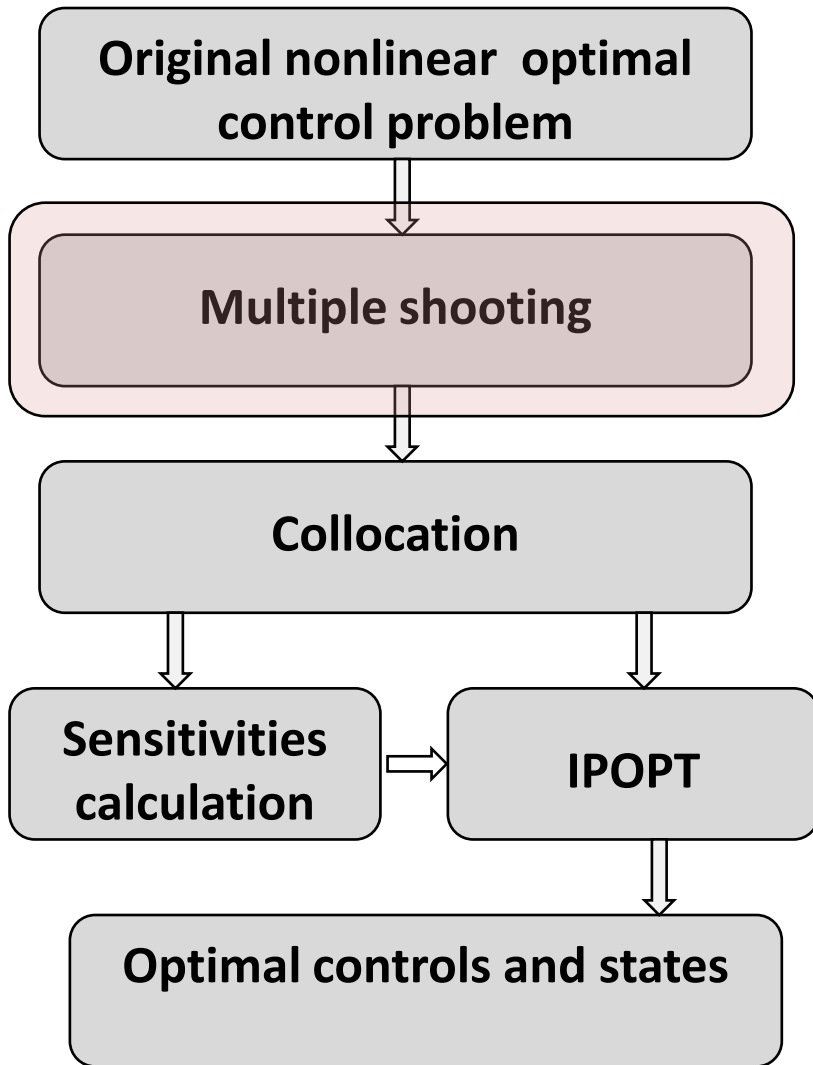 Original nonlinear optimal
control problem
Multiple shooting
Collocation
Sensitivities
calculation
IPOPT
Optimal controls and states